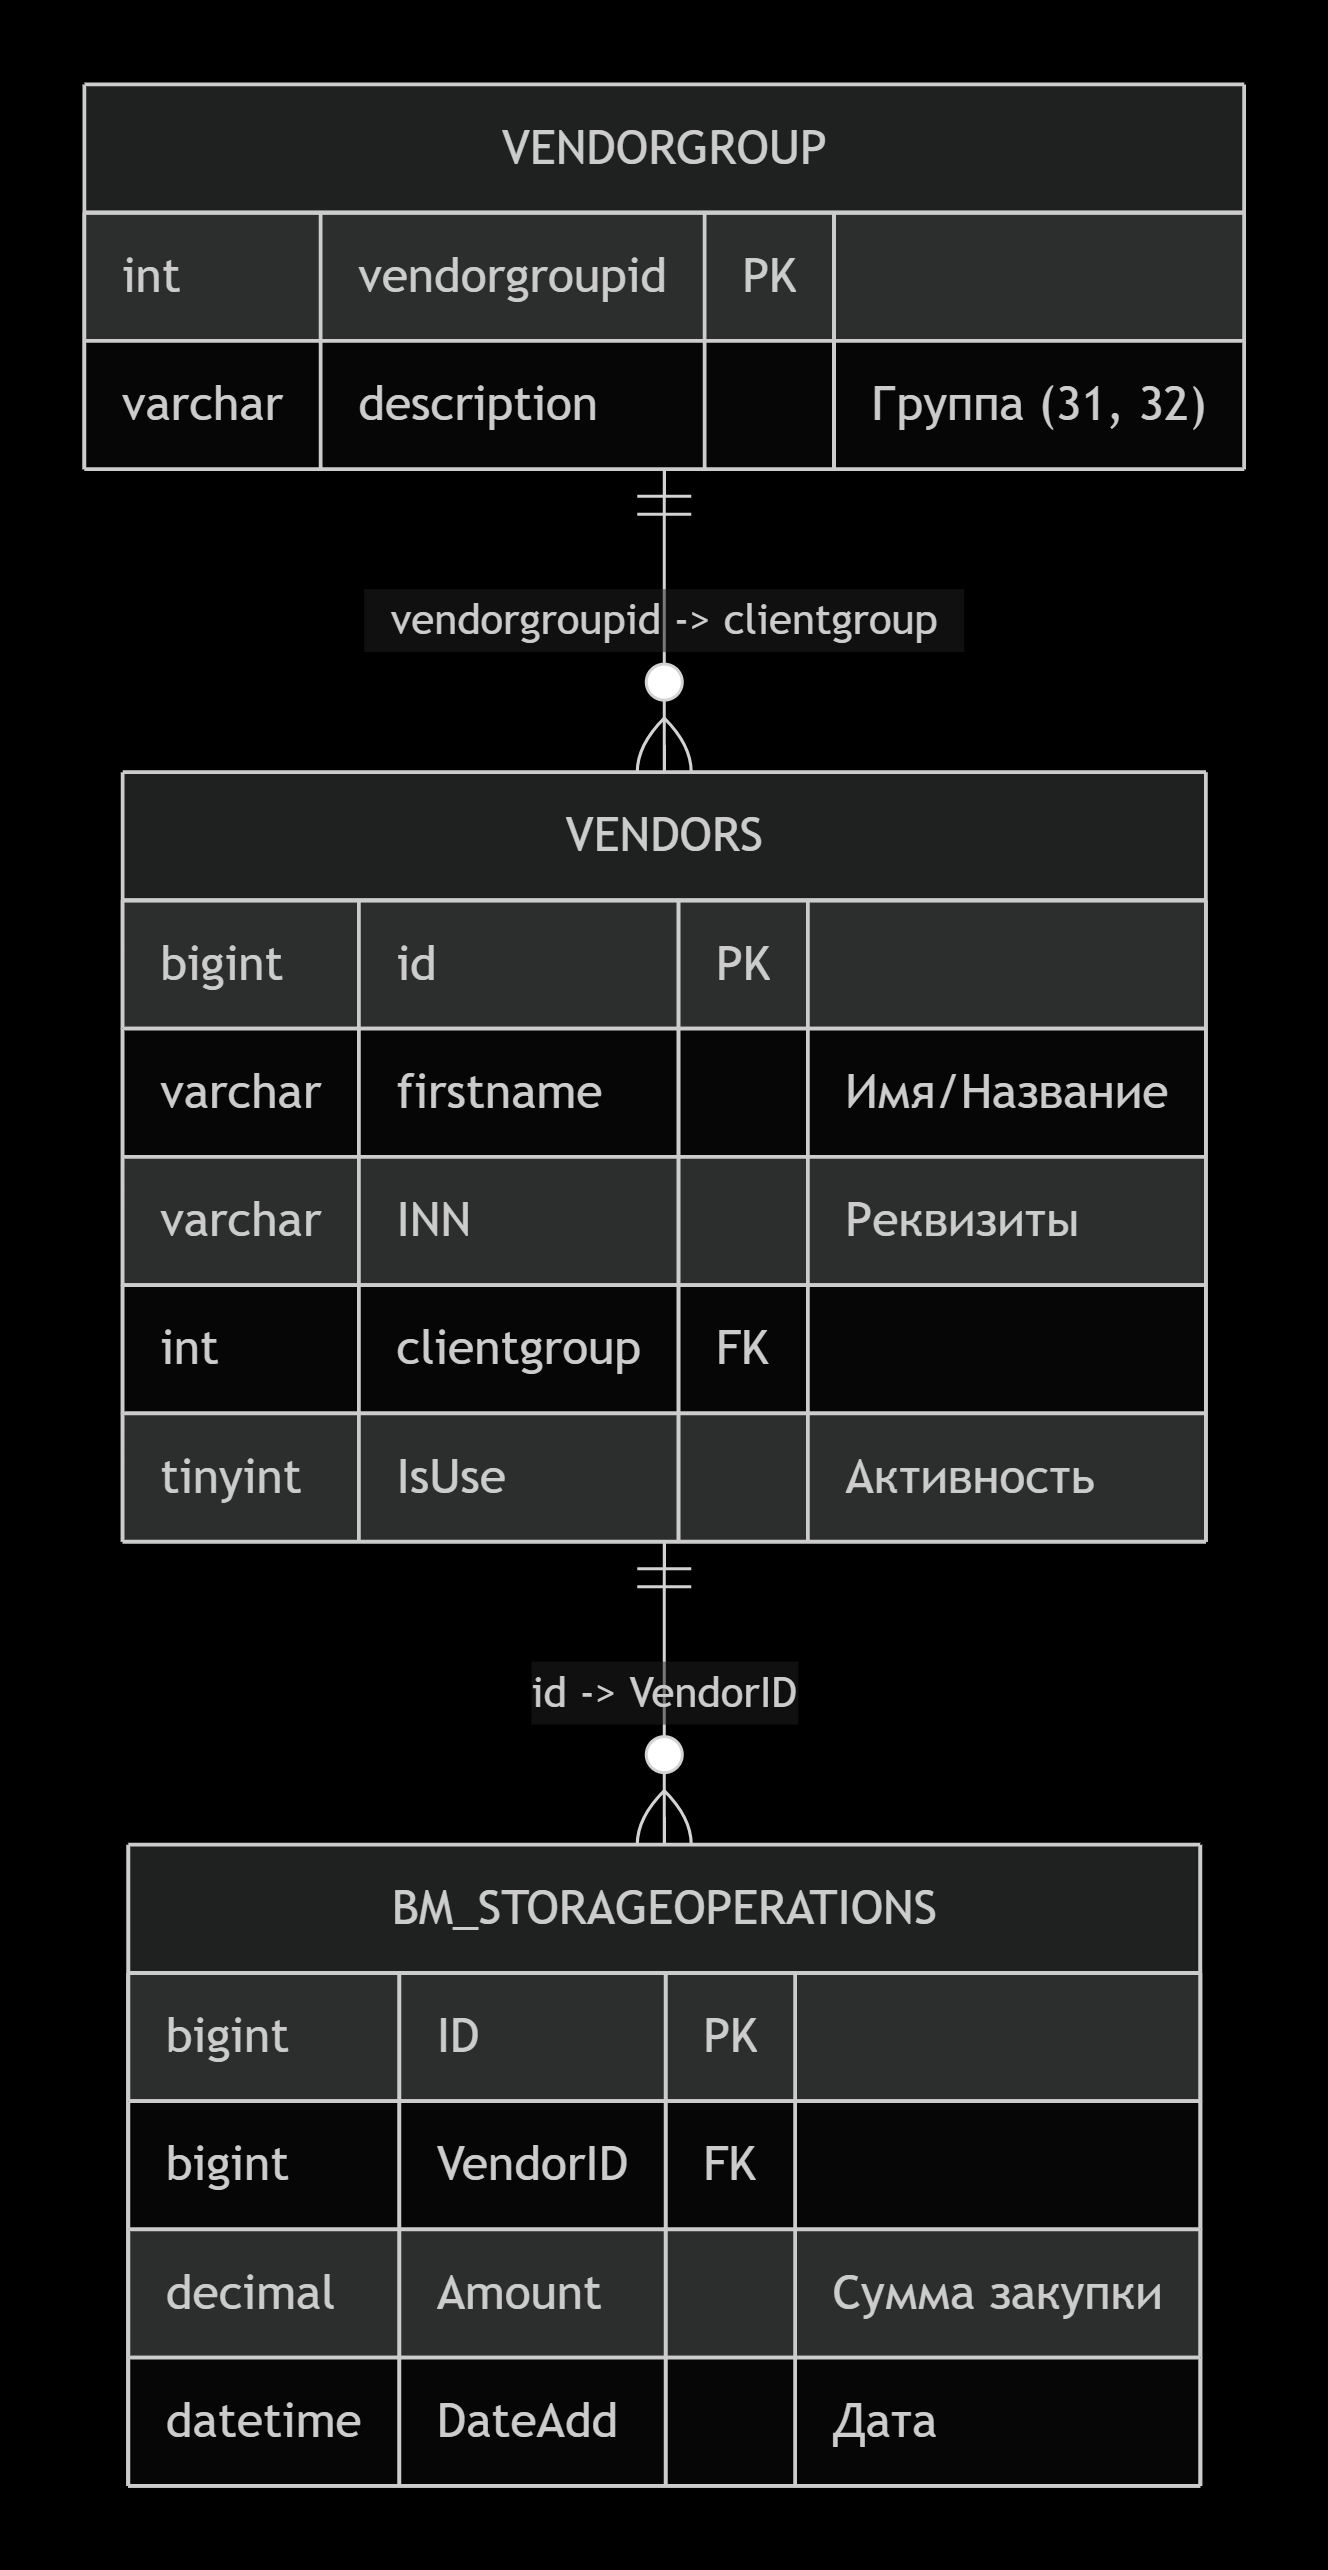 VENDORGROUP
int vendorgroupid PK
varchar description Группа (31, 32)
vendorgroupid -> clientgroup
VENDORS
bigint id PK
varchar firstname Имя/Название
varchar INN Реквизиты
int clientgroup FK
tinyint IsUse Активность
id -> VendorID
BM_STORAGEOPERATIONS
bigint ID PK
bigint VendorID FK
decimal Amount Сумма закупки
datetime DateAdd Дата